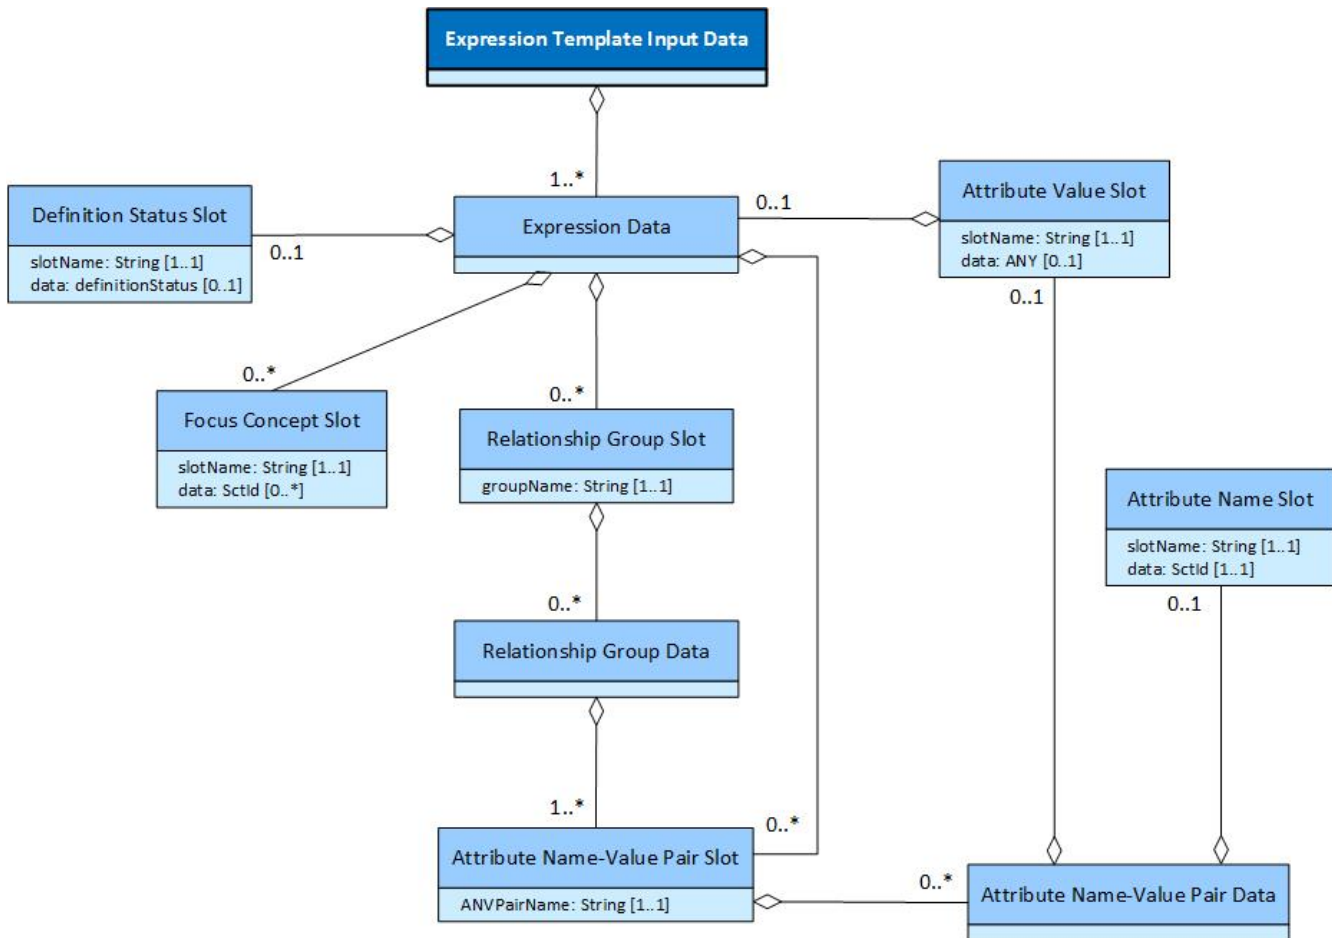 Expression Template Input Data
1..*
Definition Status Slot
slotName: String [1..1]
data: definitionStatus [0..1]
0..1
Expression Data
0..1
Attribute Value Slot
slotName: String [1..1]
data: ANY [0..1]
0..1
0..*
Focus Concept Slot
slotName: String [1..1]
data: SctId [0..*]
0..*
Relationship Group Slot
groupName: String [1..1]
Attribute Name Slot
slotName: String [1..1]
data: SctId [1..1]
0..1
0..*
Relationship Group Data
1..*
0..*
Attribute Name-Value Pair Slot
ANVPairName: String [1..1]
0..*
Attribute Name-Value Pair Data